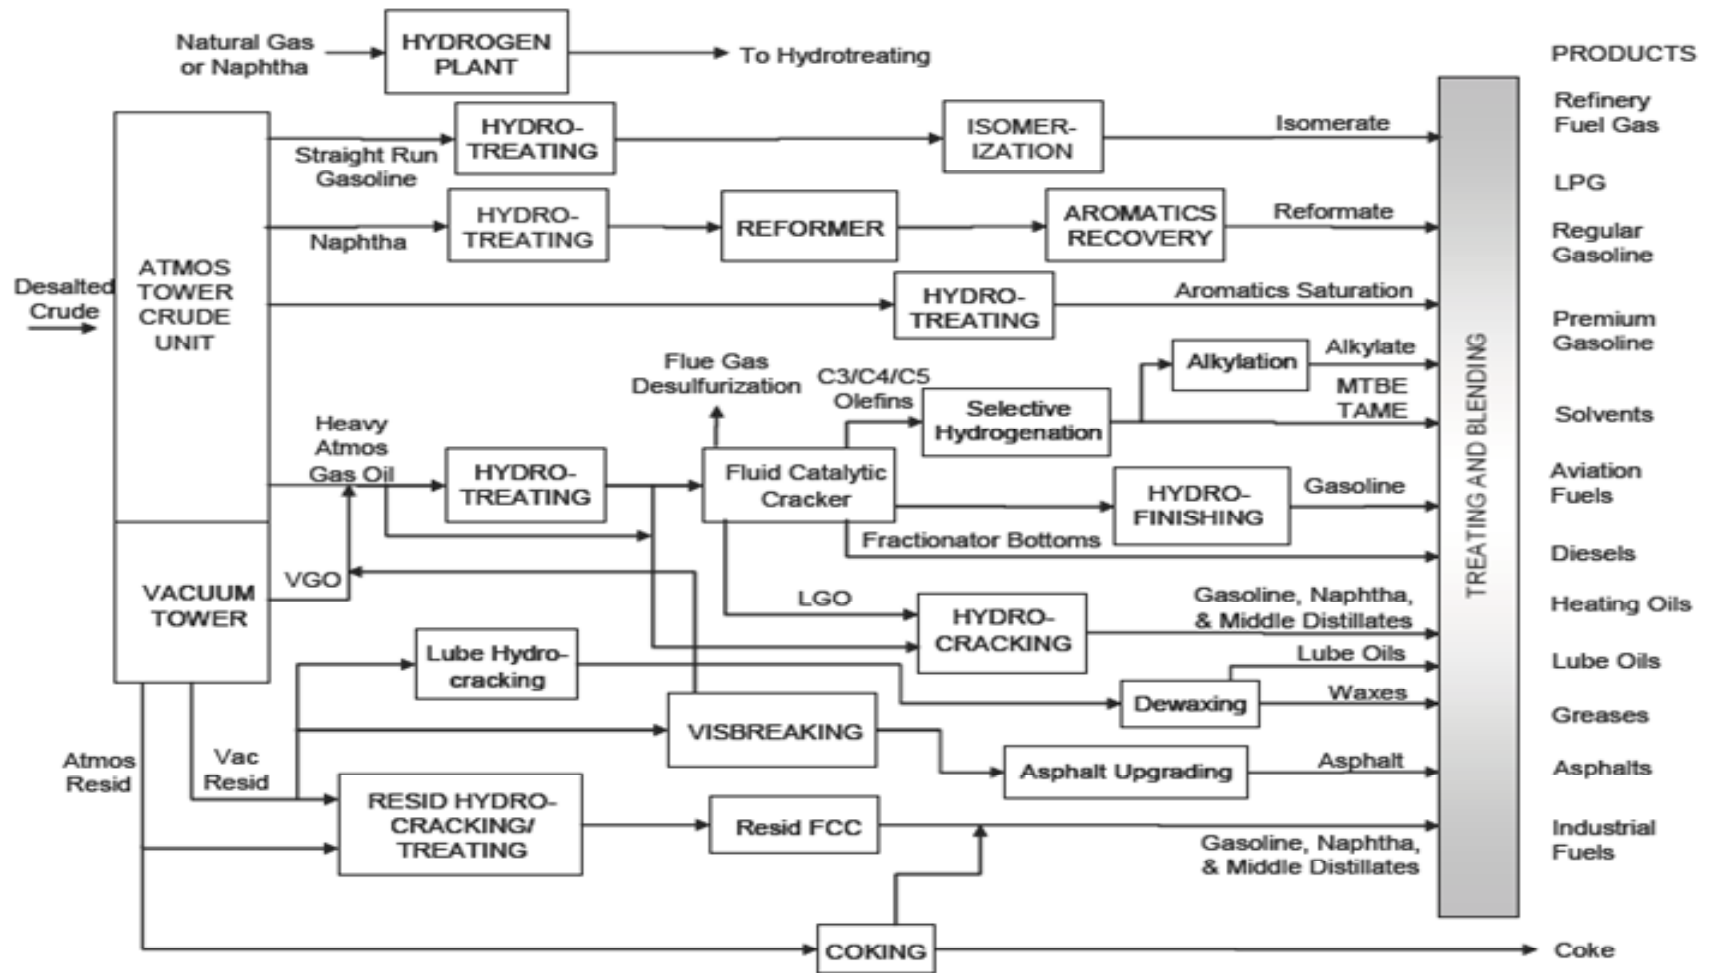 Natural Gas
or Naphtha
HYDROGEN
PLANT
To Hydrotreating
PRODUCTS
Desalted
Crude
ATMOS
TOWER
CRUDE
UNIT
VACUUM
TOWER
Straight Run
Gasoline
HYDRO-
TREATING
ISOMER-
IZATION
Isomerate
Naphtha
HYDRO-
TREATING
REFORMER
AROMATICS
RECOVERY
Reformate
HYDRO-
TREATING
Aromatics Saturation
Heavy
Atmos
Gas Oil
HYDRO-
TREATING
Flue Gas
Desulfurization
Fluid Catalytic
Cracker
C3/C4/C5
Olefins
Selective
Hydrogenation
Alkylation
Alkylate
MTBE
TAME
HYDRO-
FINISHING
Gasoline
Fractionator Bottoms
VGO
LGO
HYDRO-
CRACKING
Gasoline, Naphtha,
& Middle Distillates
Lube Hydro-
cracking
Dewaxing
Lube Oils
Waxes
VISBREAKING
Asphalt Upgrading
Asphalt
Atmos
Resid
Vac
Resid
RESID HYDRO-
CRACKING/
TREATING
Resid FCC
Gasoline, Naphtha,
& Middle Distillates
COKING
TREATING AND BLENDING
Refinery
Fuel Gas
LPG
Regular
Gasoline
Premium
Gasoline
Solvents
Aviation
Fuels
Diesels
Heating Oils
Lube Oils
Greases
Asphalts
Industrial
Fuels
Coke